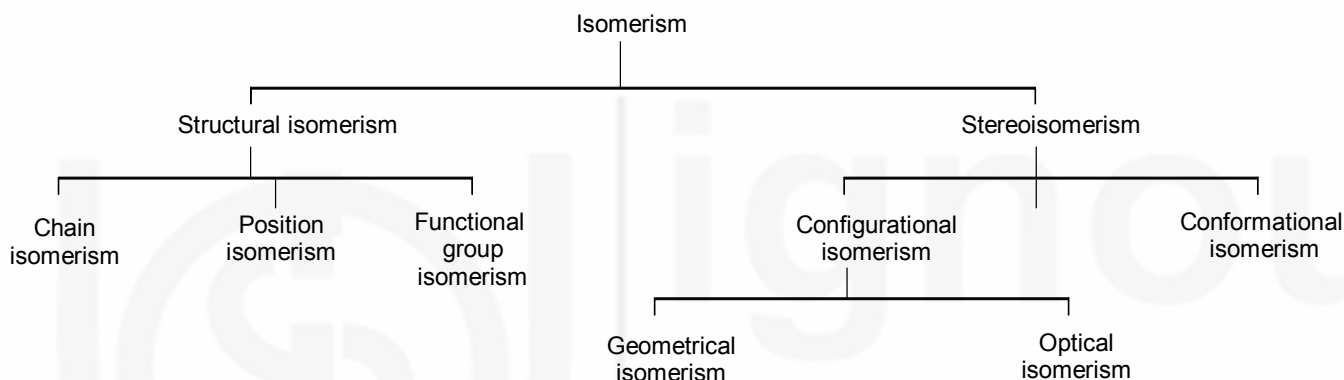 Isomerism
Structural isomerism
Stereoisomerism
Chain
isomerism
Position
isomerism
Functional
group
isomerism
Configurational
isomerism
Conformational
isomerism
Geometrical
isomerism
Optical
isomerism
ignou